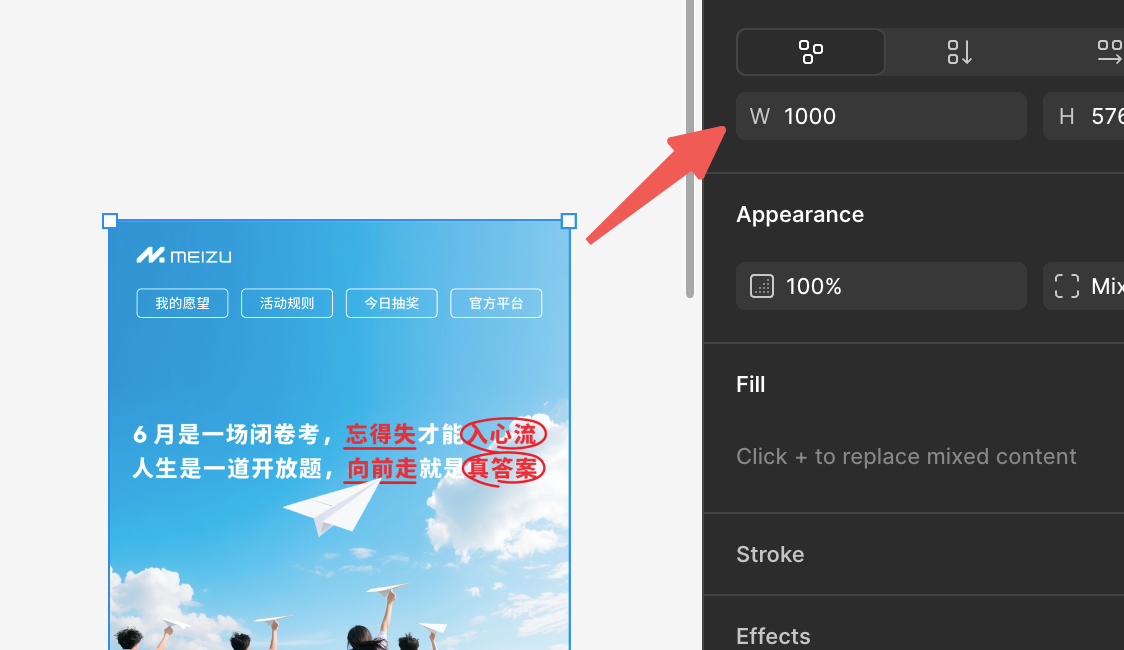 W 1000
H 576
Appearance
100%
Mix
Fill
Click + to replace mixed content
Stroke
Effects
MEIZU
我的愿望 活动规则 今日抽奖 官方平台
6 月是一场闭卷考，忘得失才能入心流
人生是一道开放题，向前走就是真答案